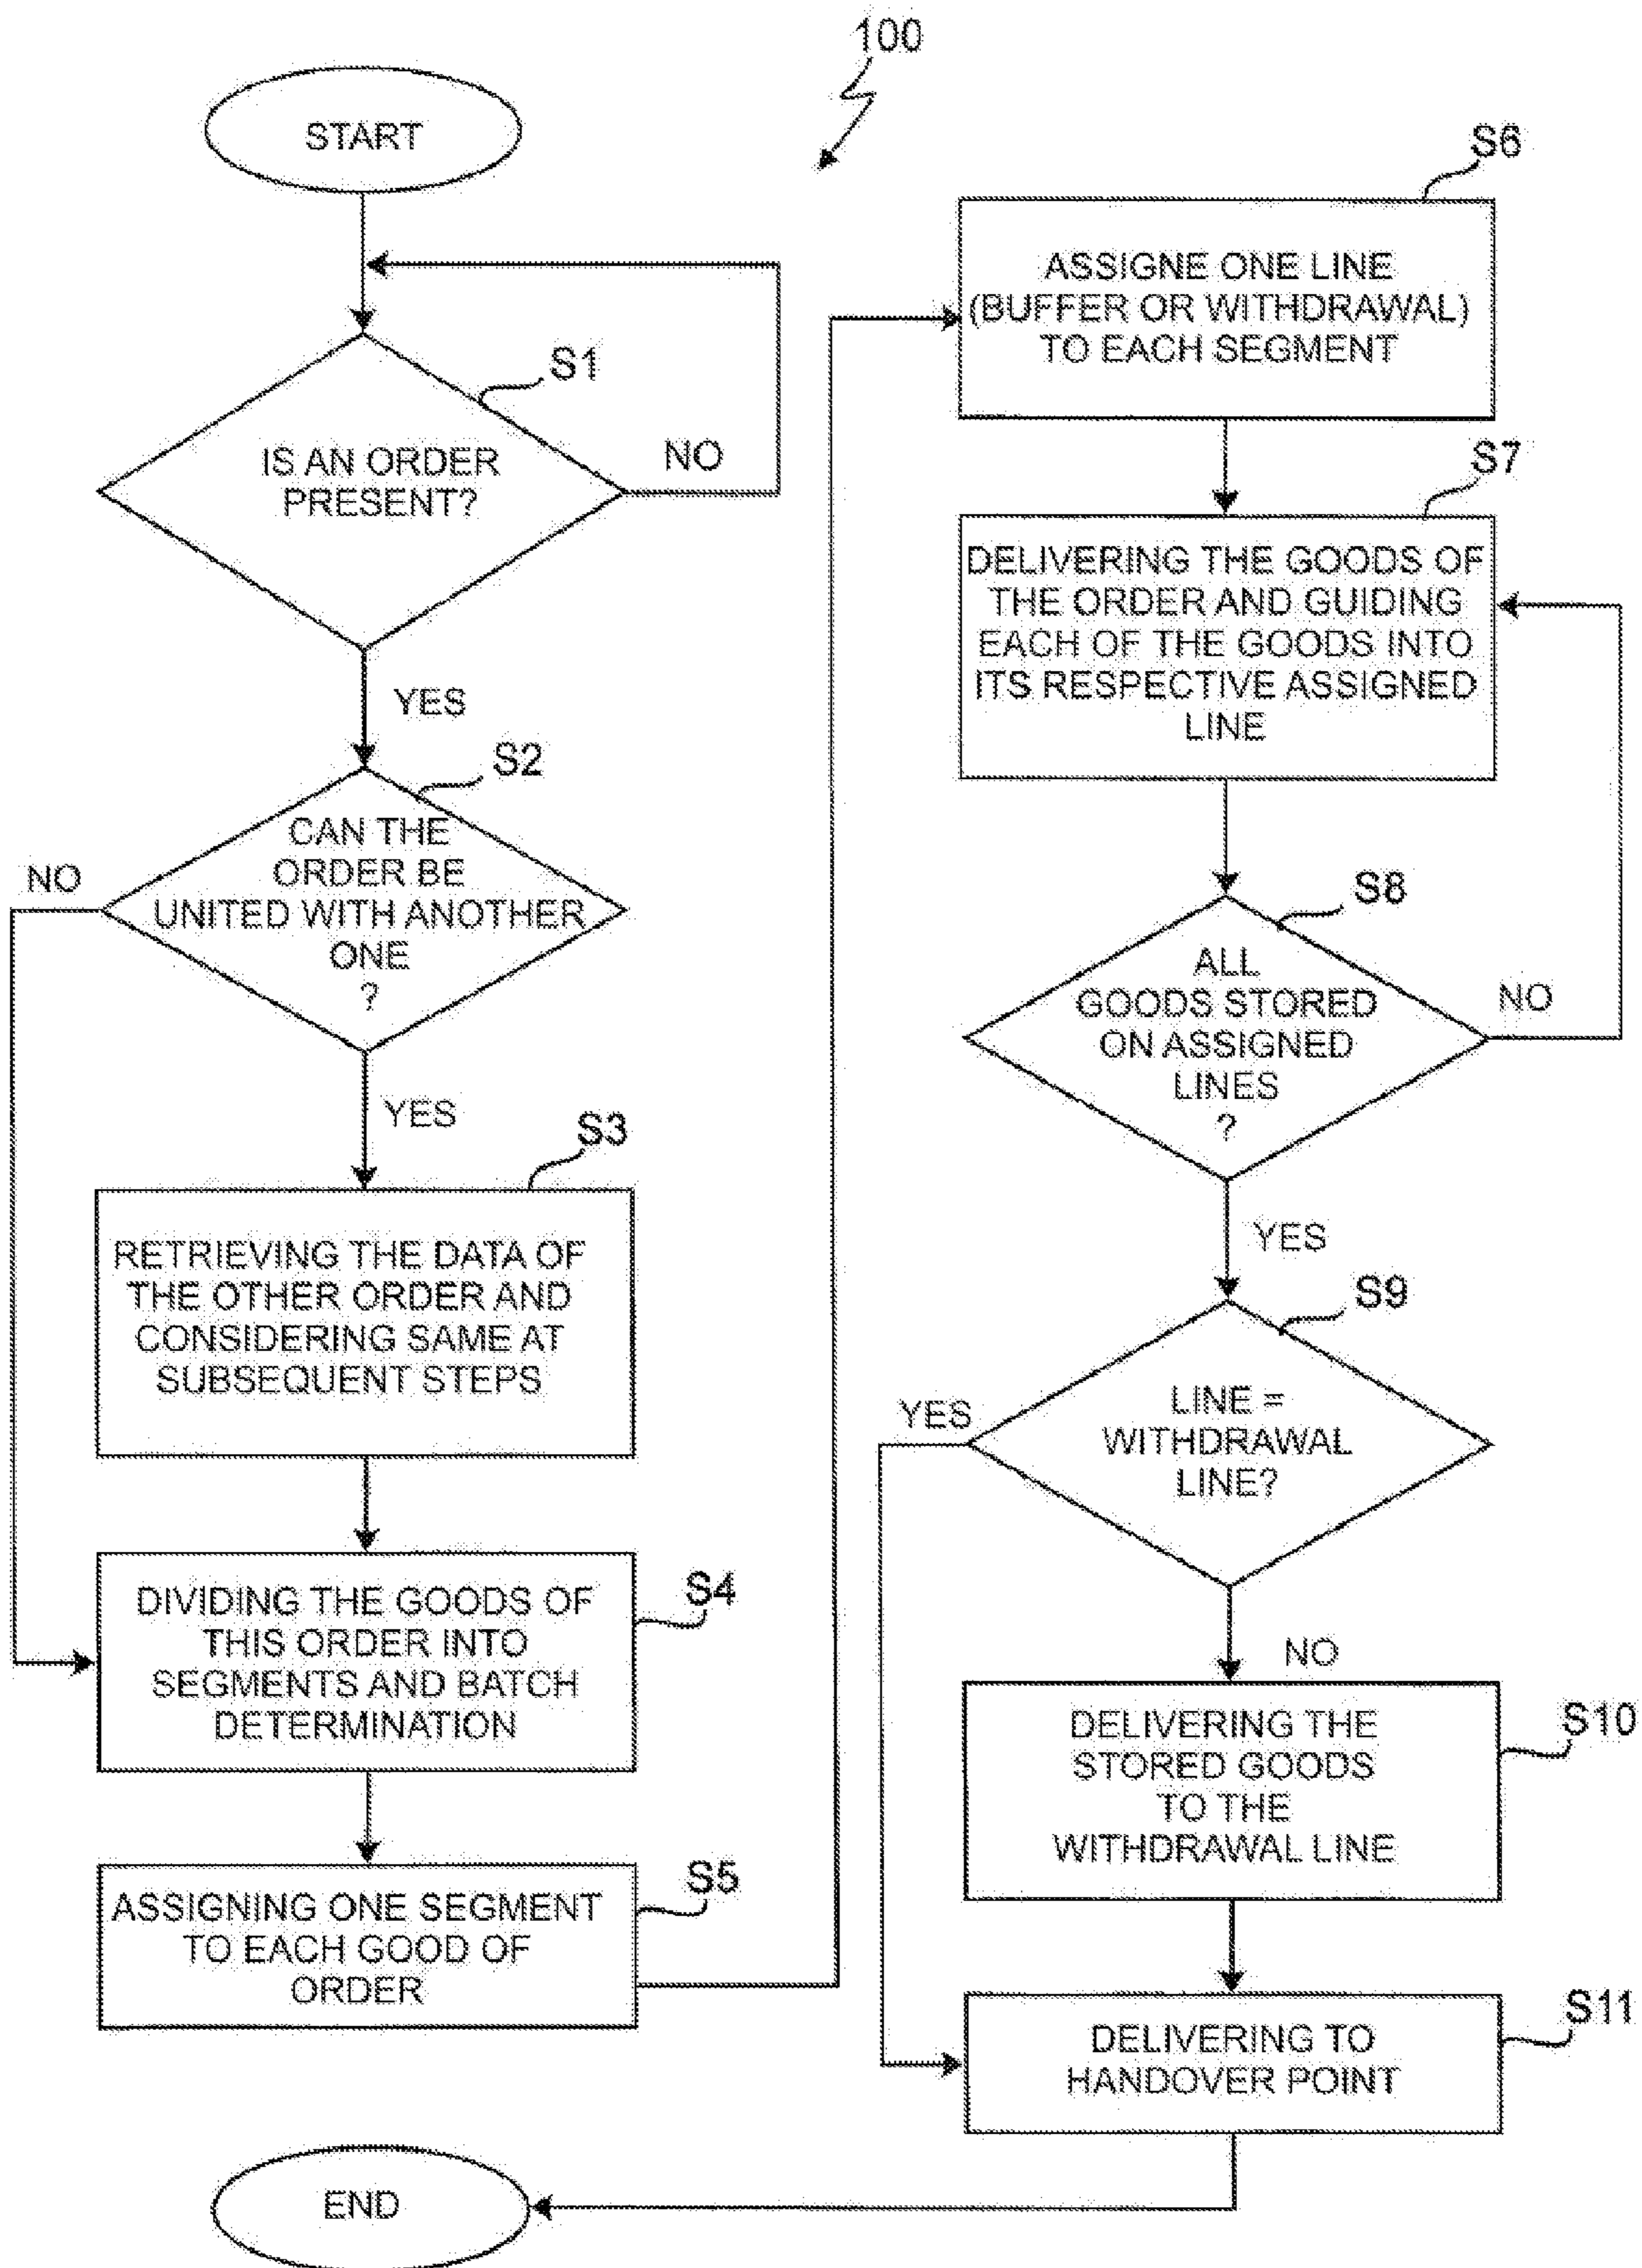 100
START
S1
IS AN ORDER
PRESENT?
NO
YES
S2
CAN THE
ORDER BE
UNITED WITH ANOTHER
ONE
?
NO
YES
S3
RETRIEVING THE DATA OF
THE OTHER ORDER AND
CONSIDERING SAME AT
SUBSEQUENT STEPS
S4
DIVIDING THE GOODS OF
THIS ORDER INTO
SEGMENTS AND BATCH
DETERMINATION
S5
ASSIGNING ONE SEGMENT
TO EACH GOOD OF
ORDER
S6
ASSIGNE ONE LINE
(BUFFER OR WITHDRAWAL)
TO EACH SEGMENT
S7
DELIVERING THE GOODS OF
THE ORDER AND GUIDING
EACH OF THE GOODS INTO
ITS RESPECTIVE ASSIGNED
LINE
S8
ALL
GOODS STORED
ON ASSIGNED
LINES
?
NO
YES
S9
LINE =
WITHDRAWAL
LINE?
YES
NO
S10
DELIVERING THE
STORED GOODS
TO THE
WITHDRAWAL LINE
S11
DELIVERING TO
HANDOVER POINT
END